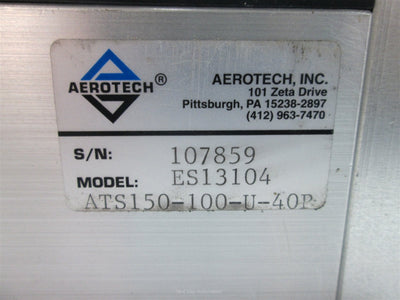 AEROTECH®
AEROTECH, INC.
101 Zeta Drive
Pittsburgh, PA 15238-2897
(412) 963-7470
S/N: 107859
MODEL: ES13104
ATS150-100-U-40P